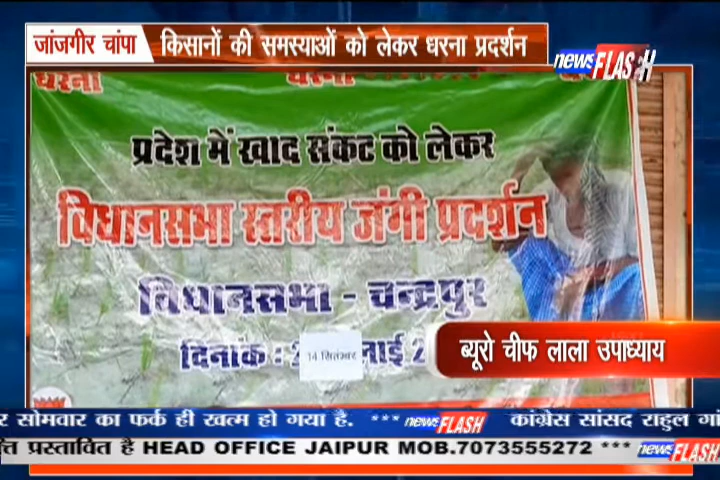 जांजगीर चांपा
किसानों की समस्याओं को लेकर धरना प्रदर्शन
news FLASH
धरना धरना
प्रदेश में खाद संकट को लेकर
विधानसभा स्तरीय जंगी प्रदर्शन
विधानसभा - चन्द्रपुर
दिनांक : 14 सितम्बर
ब्यूरो चीफ लाला उपाध्याय
र सोमवार का फर्क ही खत्म हो गया है. *** news FLASH कांग्रेस सांसद राहुल गां
त्ति प्रस्तावित है HEAD OFFICE JAIPUR MOB.7073555272 *** news FLASH